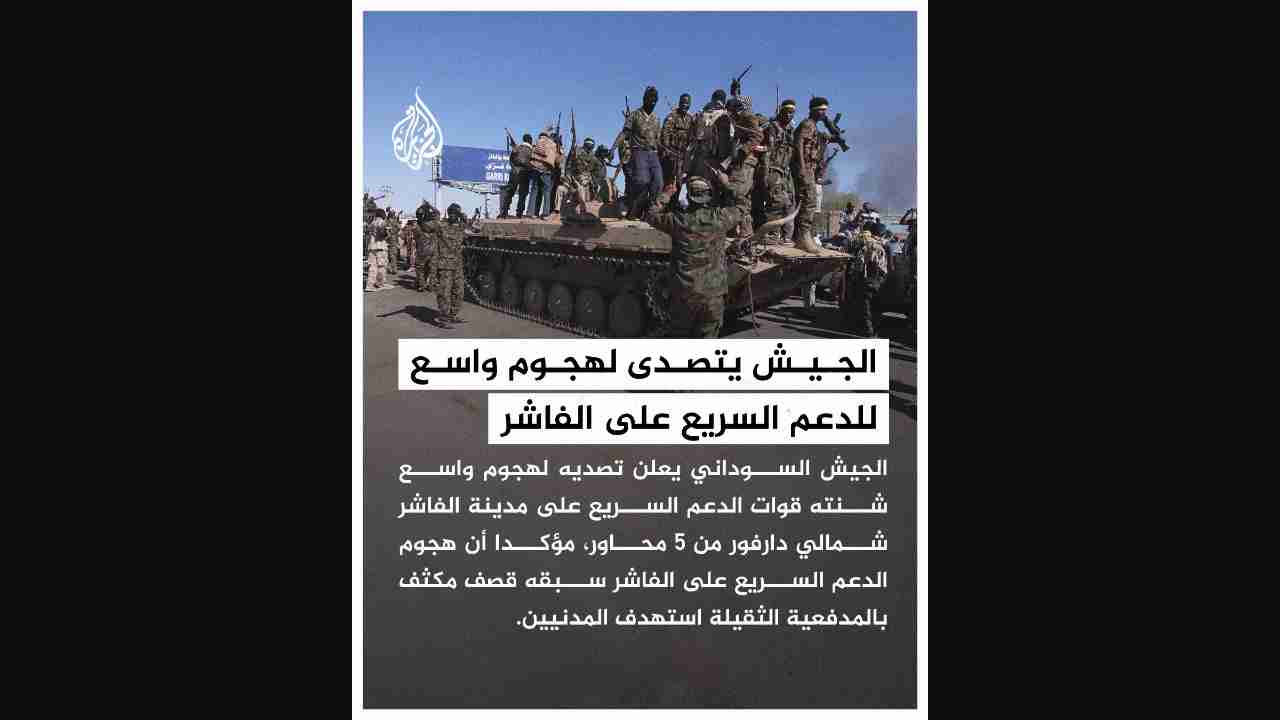 الجزيرة
GARRI
الجيش يتصدى لهجوم واسع
للدعم السريع على الفاشر
الجيش السوداني يعلن تصديه لهجوم واسع
شنته قوات الدعم السريع على مدينة الفاشر
شمالي دارفور من 5 محاور، مؤكدا أن هجوم
الدعم السريع على الفاشر سبقه قصف مكثف
بالمدفعية الثقيلة استهدف المدنيين.